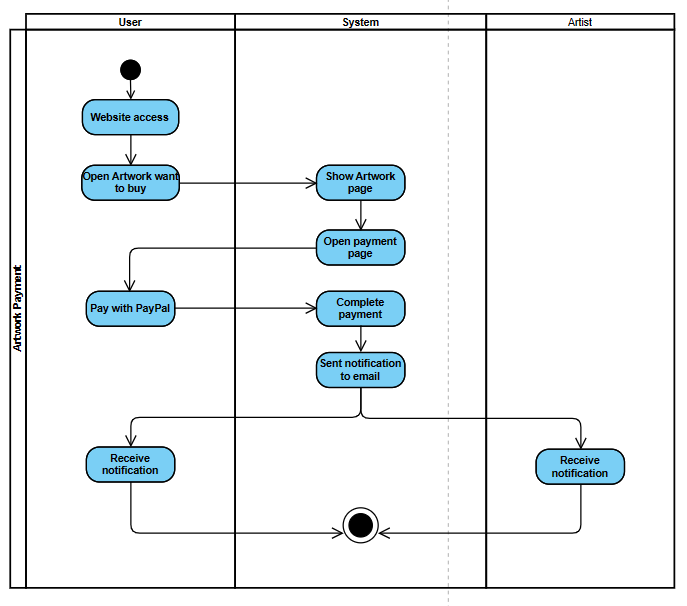 User
System
Artist
Artwork Payment
Website access
Open Artwork want
to buy
Show Artwork
page
Open payment
page
Pay with PayPal
Complete
payment
Sent notification
to email
Receive
notification
Receive
notification